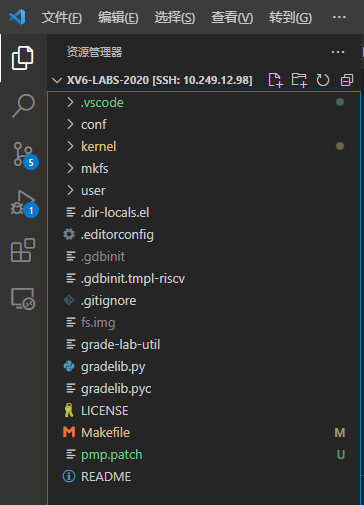 文件(F) 编辑(E) 选择(S) 查看(V) 转到(G)
资源管理器
XV6-LABS-2020 [SSH: 10.249.12.98]
.vscode
conf
kernel
mkfs
user
.dir-locals.el
.editorconfig
.gdbinit
.gdbinit.tmpl-riscv
.gitignore
fs.img
grade-lab-util
gradelib.py
gradelib.pyc
LICENSE
Makefile M
pmp.patch U
README
5
1